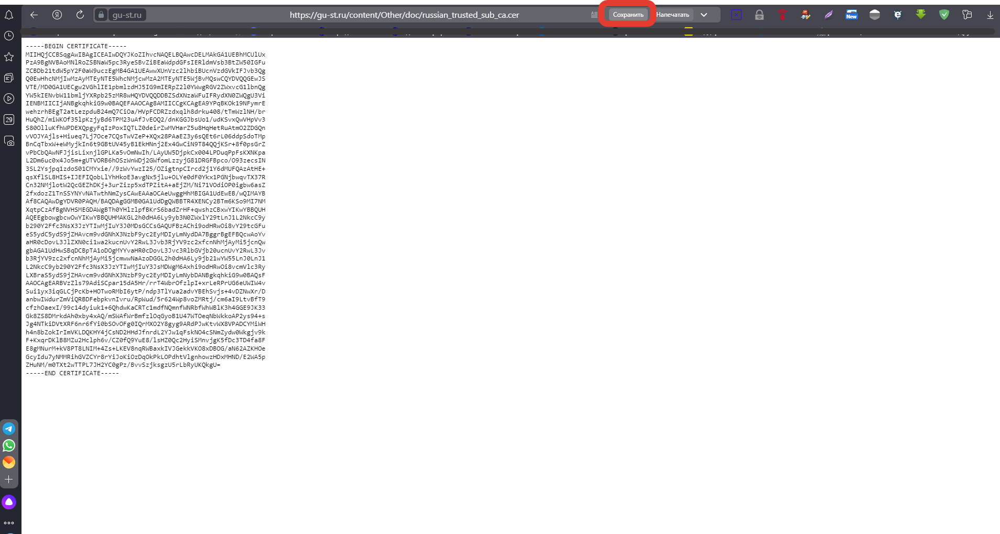 gu-st.ru
https://gu-st.ru/content/Other/doc/russian_trusted_sub_ca.cer
Сохранить
Напечатать
New
29
-----BEGIN CERTIFICATE-----
MIIHQjCCBSqgAwIBAgICEAIwDQYJKoZIhvcNAQELBQAwcDELMAkGA1UEBhMCUlUx
PzA9BgNVBAoMNlRoZSBNaW5pc3RyeSBvZiBEaWdpdGFsIERldmVsb3BtZW50IGFu
ZCBDb21tdW5pY2F0aW9uczEgMB4GA1UEAwwXUnVzc2lhbiBUcnVzdGVkIFJvb3Qg
Q0EwHhcNMjIwMzAyMTEyNTE5WhcNMjcwMzA2MTEyNTE5WjBvMQswCQYDVQQGEwJS
VTE/MD0GA1UECgw2VGhlIE1pbmlzdHJ5IG9mIERpZ2l0YWwgRGV2ZWxvcG1lbnQg
YW5kIENvbW11bmljYXRpb25zMR8wHQYDVQQDDBZSdXNzaWFuIFRydXN0ZWQgU3Vi
IENBMIICIjANBgkqhkiG9w0BAQEFAAOCAg8AMIICCgKCAgEA9YPqBKOk19NFymrE
wehzrhBEgT2atLezpduB24mQ7CiOa/HVpFCDRZzdxqlh8drku408/tTmWzlNH/br
HuQhZ/miWKOf35lpKzjyBd6TPM23uAfJvEOQ2/dnKGGJbsUo1/udKSvxQwVHpVv3
S80OlluKfhWPDEXQpgyFqIzPoxIQTLZ0deirZwMVHarZ5u8HqHetRuAtmO2ZDGQn
vVOJYAjls+Hiueq7Lj7Oce7CQsTwVZeP+XQx28PAaEZ3y6sQEt6rL06ddpSdoTMp
BnCqTbxW+eWMyjkIn6t9GBtUV45yB1EkHNnj2Ex4GwCiN9T84QQjKSr+8f0psGrZ
vPbCbQAwNFJjisLixnjlGPLKa5vOmNwIh/LAyUW5DjpkCx004LPDuqPpFsKXNKpa
L2Dm6uc0x4Jo5m+gUTVORB6hOSzWnWDj2GWfomLzzyjG81DRGFBpco/O93zecsIN
3SL2Ysjpq1zdoS01CMYxie//9zWvYwzI25/OZigtnpCIrcd2j1Y6dMUFQAzAtHE+
qsXflSL8HIS+IJEFIQobLlYhHkoE3avgNx5jlu+OLYe0dF0Ykx1PGNjbwqvTX37R
Cn32NMjlotW2QcGEZhDKj+3urZizp5xdTPZitA+aEjZM/Ni71VOdiOP0igbw6asZ
2fxdozZ1TnSSYNYvNATwthNmZysCAwEAAaOCAeUwggHhMBIGA1UdEwEB/wQIMAYB
Af8CAQAwDgYDVR0PAQH/BAQDAgGGMB0GA1UdDgQWBBTR4XENCy2BTm6KSo9MI7NM
XqtpCzAfBgNVHSMEGDAWgBTh0YHlzlpfBKrS6badZrHF+qwshzCBxwYIKwYBBQUH
AQEEgbowgbcwOwYIKwYBBQUHMAKGL2h0dHA6Ly9yb3N0ZWxlY29tLnJ1L2NkcC9y
b290Y2Ffc3NsX3JzYTIwMjIuY3J0MDsGCCsGAQUFBzAChi9odHRwOi8vY29tcGFu
eS5ydC5ydS9jZHAvcm9vdGNhX3NzbF9yc2EyMDIyLmNydDA7BggrBgEFBQcwAoYv
aHR0cDovL3JlZXN0ci1wa2kucnUvY2RwL3Jvb3RjYV9zc2xfcnNhMjAyMi5jcnQw
gbAGA1UdHwSBqDCBpTA1oDOgMYYvaHR0cDovL3Jvc3RlbGVjb20ucnUvY2RwL3Jv
b3RjYV9zc2xfcnNhMjAyMi5jcmwwNaAzoDGGL2h0dHA6Ly9jb21wYW55LnJ0LnJ1
L2NkcC9yb290Y2Ffc3NsX3JzYTIwMjIuY3JsMDWgM6Axhi9odHRwOi8vcmVlc3Ry
LXBraS5ydS9jZHAvcm9vdGNhX3NzbF9yc2EyMDIyLmNybDANBgkqhkiG9w0BAQsF
AAOCAgEARBVzZls79AdiSCpar15dA5Hr/rrT4WbrOfzlpI+xrLeRPrUG6eUWIW4v
Sui1yx3iqGLCjPcKb+HOTwoRMbI6ytP/ndp3TlYua2advYBEhSvjs+4vDZNwXr/D
anbwIWdurZmViQRBDFebpkvnIvru/RpWud/5r624Wp8voZMRtj/cm6aI9LtvBfT9
cfzhOaexI/99c14dyiuk1+6QhdwKaCRTc1mdfNQmnfWNRbfWhWBlK3h4GGE9JK33
Gk8ZS8DMrkdAh0xby4xAQ/mSWAfWrBmfzlOqGyoB1U47WTOeqNbWkkoAP2ys94+s
Jg4NTkiDVtXRF6nr6fYi0bSOvOFg0IQrMXO2Y8gyg9ARdPJwKtvWX8VPADCYMiWH
h4n8bZokIrImVKLDQKHY4jCsND2HHdJfnrdL2YJw1qFskNO4cSNmZydw0Wkgjv9k
F+KxqrDKlB8MZu2Hclph6v/CZ0fQ9YuE8/lsHZ0Qc2HyiSMnvjgK5fDc3TD4fa8F
E8gMNurM+kV8PT8LNIM+4Zs+LKEV8nqRWBaxkIVJGekkVKO8xDBOG/aN62AZKHOe
GcyIdu7yNMMRihGVZCYr8rYiJoKiOzDqOkPkLOPdhtVlgnhowzHDxMHND/E2WA5p
ZHuNM/m0TXt2wTTPL7JH2YC0gPz/BvvSzjksgzU5rLbRyUKQkgU=
-----END CERTIFICATE-----